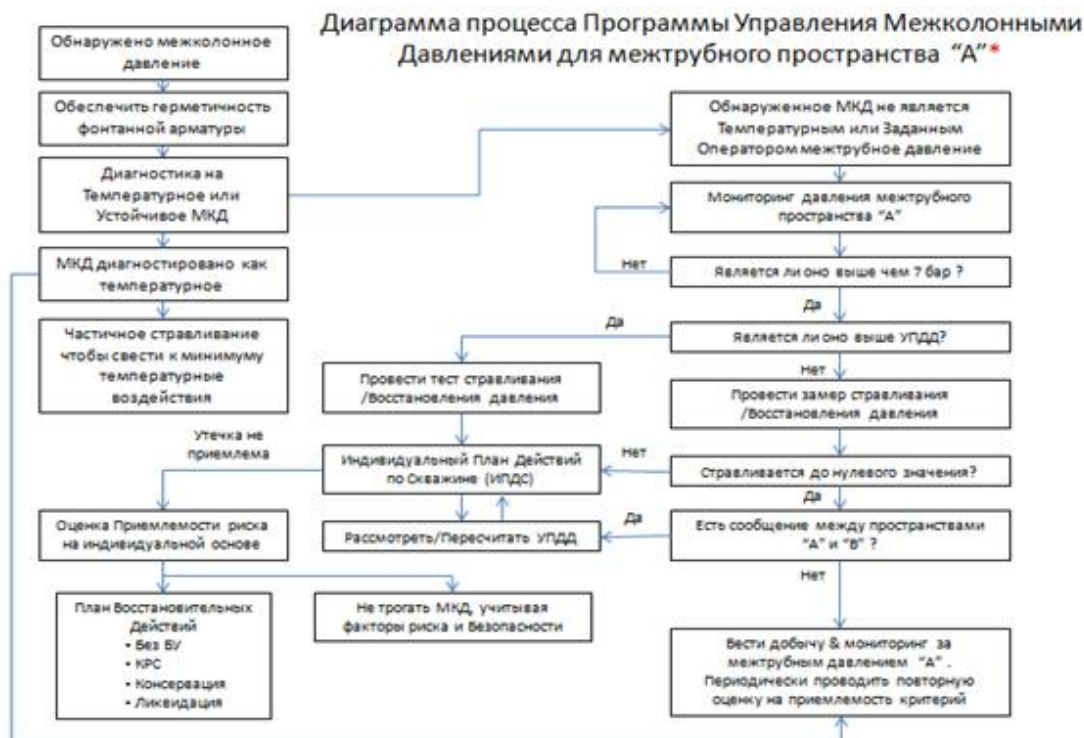 Диаграмма процесса Программы Управления Межколонными
Давлениями для межтрубного пространства “А”*
Обнаружено межколонное
давление
Обеспечить герметичность
фонтанной арматуры
Диагностика на
Температурное или
Устойчивое МКД
МКД диагностировано как
температурное
Частичное стравливание
чтобы свести к минимуму
температурные
воздействия
Обнаруженное МКД не является
Температурным или Заданным
Оператором межтрубное давление
Мониторинг давления межтрубного
пространства “А”
Нет
Является ли оно выше чем 7 бар ?
Да
Да
Является ли оно выше УПДД?
Нет
Провести тест стравливания
/Восстановления давления
Провести замер стравливания
/Восстановления давления
Утечка не
приемлема
Индивидуальный План Действий
по Скважине (ИПДС)
Нет
Стравливается до нулевого значения?
Да
Оценка Приемлемости риска
на индивидуальной основе
Рассмотреть/Пересчитать УПДД
Да
Есть сообщение между пространствами
“А” и “В” ?
Нет
План Восстановительных
Действий
• Без БУ
• КРС
• Консервация
• Ликвидация
Не трогать МКД, учитывая
факторы риска и Безопасности
Вести добычу & мониторинг за
межтрубным давлением “А” .
Периодически проводить повторную
оценку на приемлемость критерий